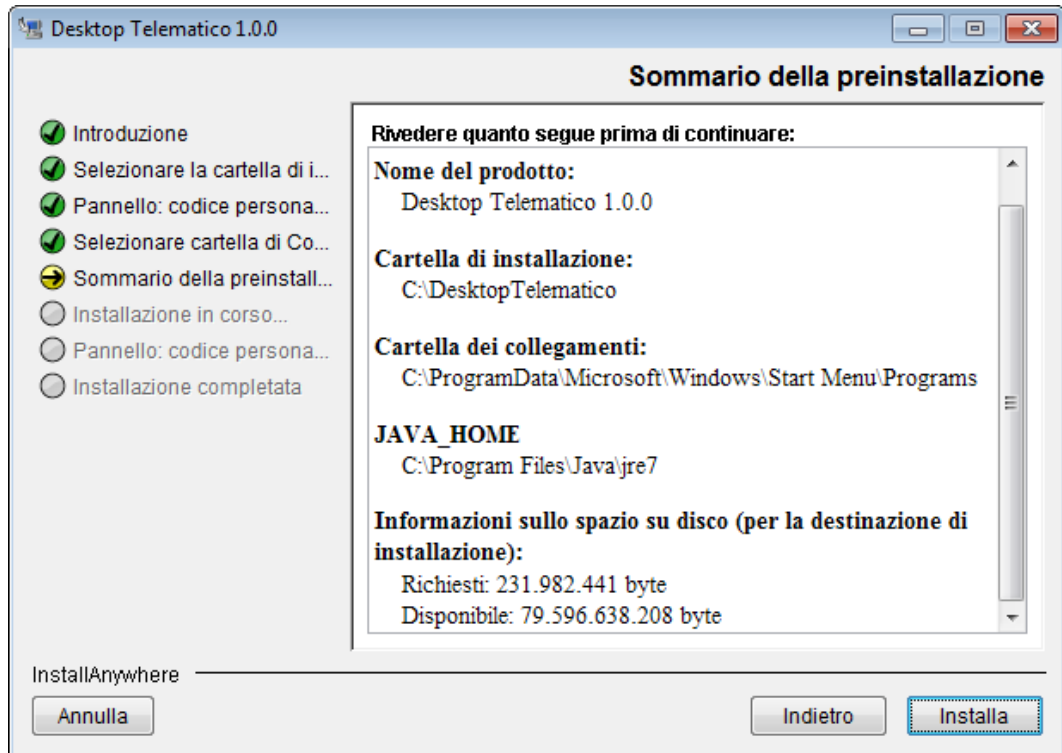 Desktop Telematico 1.0.0
Sommario della preinstallazione
Introduzione
Selezionare la cartella di i...
Pannello: codice persona...
Selezionare cartella di Co...
Sommario della preinstall...
Installazione in corso...
Pannello: codice persona...
Installazione completata
Rivedere quanto segue prima di continuare:
Nome del prodotto:
Desktop Telematico 1.0.0
Cartella di installazione:
C:\DesktopTelematico
Cartella dei collegamenti:
C:\ProgramData\Microsoft\Windows\Start Menu\Programs
JAVA_HOME
C:\Program Files\Java\jre7
Informazioni sullo spazio su disco (per la destinazione di
installazione):
Richiesti: 231.982.441 byte
Disponibile: 79.596.638.208 byte
InstallAnywhere
Annulla
Indietro
Installa